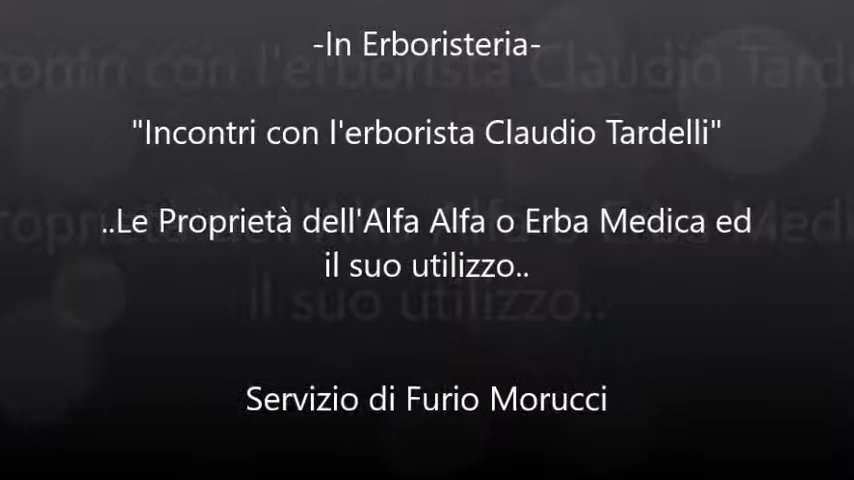 -In Erboristeria-
"Incontri con l'erborista Claudio Tardelli"
..Le Proprietà dell'Alfa Alfa o Erba Medica ed
il suo utilizzo..
Servizio di Furio Morucci